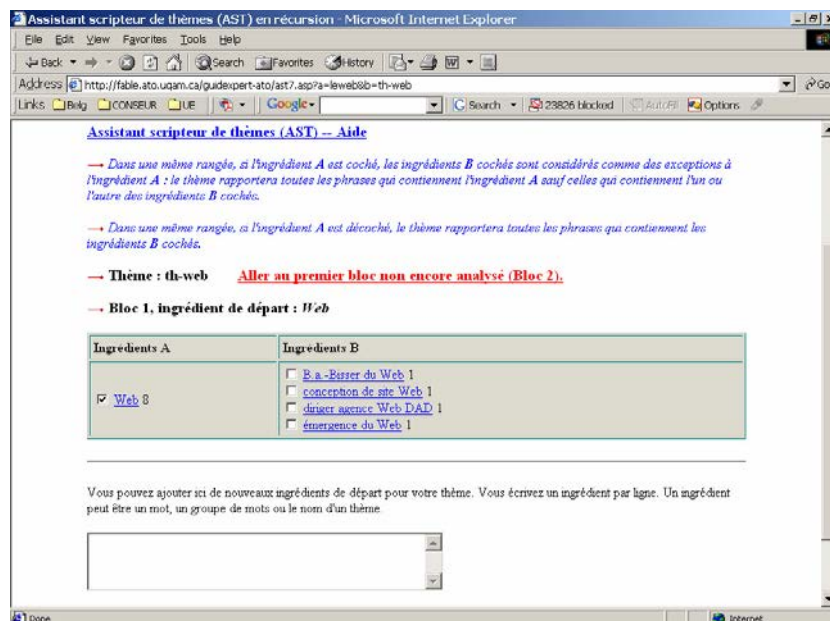 Assistant scripteur de thèmes (AST) en récursion - Microsoft Internet Explorer
File Edit View Favorites Tools Help
Back Search Favorites History
Address http://fable.ato.uqam.ca/guidexpert-ato/ast7.asp?a=leweb&b=th-web Go
Links Belg CONSEUR UE Google Search 23826 blocked AutoFill Options
Assistant scripteur de thèmes (AST) -- Aide
→ Dans une même rangée, si l'ingrédient A est coché, les ingrédients B cochés sont considérés comme des exceptions à
l'ingrédient A : le thème rapportera toutes les phrases qui contiennent l'ingrédient A sauf celles qui contiennent l'un ou
l'autre des ingrédients B cochés.
→ Dans une même rangée, si l'ingrédient A est décoché, le thème rapportera toutes les phrases qui contiennent les
ingrédients B cochés.
→ Thème : th-web Aller au premier bloc non encore analysé (Bloc 2).
→ Bloc 1, ingrédient de départ : Web
Ingrédients A Ingrédients B
Web 8
B.a.-Bisser du Web 1
conception de site Web 1
diriger agence Web DAD 1
émergence du Web 1
Vous pouvez ajouter ici de nouveaux ingrédients de départ pour votre thème. Vous écrivez un ingrédient par ligne. Un ingrédient
peut être un mot, un groupe de mots ou le nom d'un thème
Done Internet